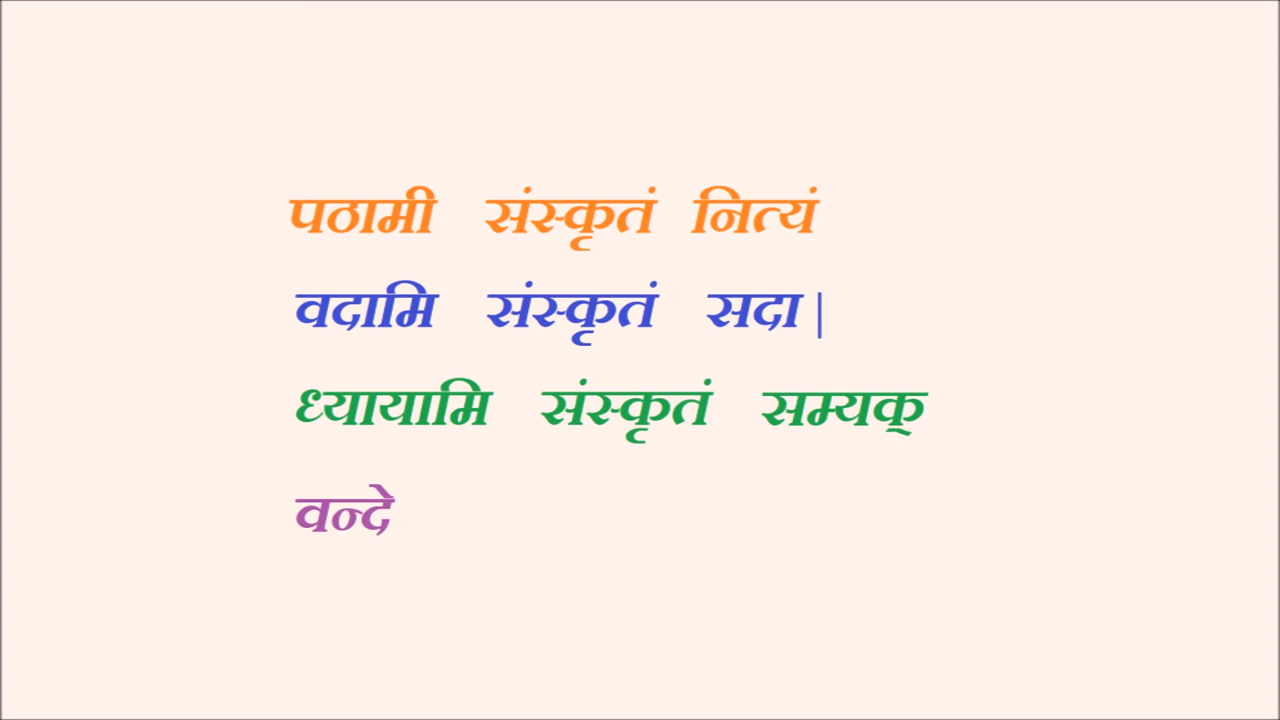 पठामी संस्कृतं नित्यं
वदामि संस्कृतं सदा |
ध्यायामि संस्कृतं सम्यक्
वन्दे